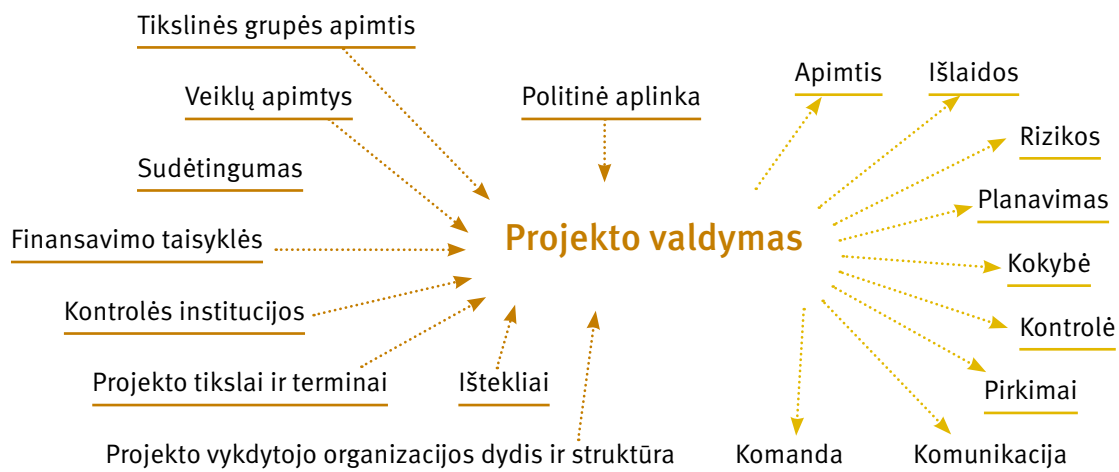 Tikslinės grupės apimtis
Veiklų apimtys
Sudėtingumas
Finansavimo taisyklės
Kontrolės institucijos
Projekto tikslai ir terminai
Projekto vykdytojo organizacijos dydis ir struktūra
Ištekliai
Politinė aplinka
Projekto valdymas
Apimtis
Išlaidos
Rizikos
Planavimas
Kokybė
Kontrolė
Pirkimai
Komunikacija
Komanda